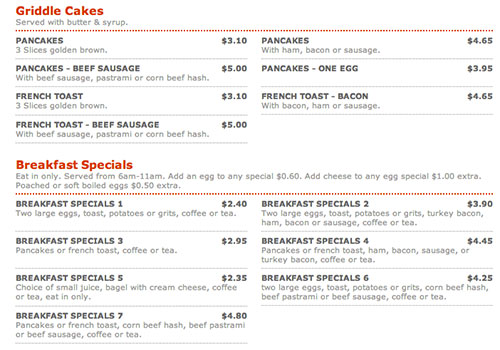 Griddle Cakes
Served with butter & syrup.
PANCAKES $3.10
3 Slices golden brown.
PANCAKES $4.65
With ham, bacon or sausage.
PANCAKES - BEEF SAUSAGE $5.00
With beef sausage, pastrami or corn beef hash.
PANCAKES - ONE EGG $3.95
FRENCH TOAST $3.10
3 Slices golden brown.
FRENCH TOAST - BACON $4.65
With bacon, ham or sausage.
FRENCH TOAST - BEEF SAUSAGE $5.00
With beef sausage, pastrami or corn beef hash.
Breakfast Specials
Eat in only. Served from 6am-11am. Add an egg to any special $0.60. Add cheese to any egg special $1.00 extra.
Poached or soft boiled eggs $0.50 extra.
BREAKFAST SPECIALS 1 $2.40
Two large eggs, toast, potatoes or grits, coffee or tea.
BREAKFAST SPECIALS 2 $3.90
Two large eggs, toast, potatoes or grits, turkey bacon,
ham, bacon or sausage, coffee or tea.
BREAKFAST SPECIALS 3 $2.95
Pancakes or french toast, coffee or tea.
BREAKFAST SPECIALS 4 $4.45
Pancakes or french toast, ham, bacon, sausage, or
turkey bacon, coffee or tea.
BREAKFAST SPECIALS 5 $2.35
Choice of small juice, bagel with cream cheese, coffee
or tea, eat in only.
BREAKFAST SPECIALS 6 $4.25
two large eggs, toast, potatoes or grits, corn beef hash,
beef pastrami or beef sausage, coffee or tea.
BREAKFAST SPECIALS 7 $4.80
Pancakes or french toast, corn beef hash, beef pastrami
or beef sausage, coffee or tea.